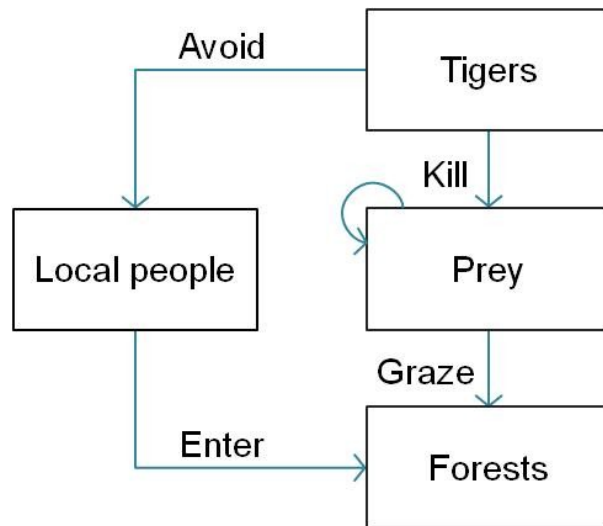 Avoid
Tigers
Kill
Local people
Prey
Graze
Enter
Forests